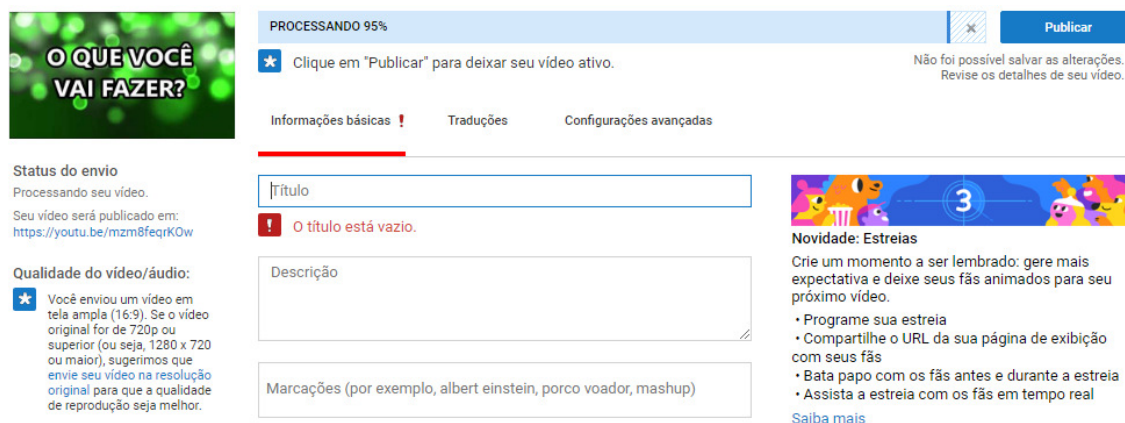 O QUE VOCÊ
VAI FAZER?
Status do envio
Processando seu vídeo.
Seu vídeo será publicado em:
https://youtu.be/mzm8feqrKOw
Qualidade do vídeo/áudio:
Você enviou um vídeo em
tela ampla (16:9). Se o vídeo
original for de 720p ou
superior (ou seja, 1280 x 720
ou maior), sugerimos que
envie seu vídeo na resolução
original para que a qualidade
de reprodução seja melhor.
PROCESSANDO 95%
Publicar
Clique em "Publicar" para deixar seu vídeo ativo.
Não foi possível salvar as alterações.
Revise os detalhes de seu vídeo.
Informações básicas ! Traduções Configurações avançadas
Título
! O título está vazio.
Descrição
Marcações (por exemplo, albert einstein, porco voador, mashup)
3
Novidade: Estreias
Crie um momento a ser lembrado: gere mais
expectativa e deixe seus fãs animados para seu
próximo vídeo.
• Programe sua estreia
• Compartilhe o URL da sua página de exibição
com seus fãs
• Bata papo com os fãs antes e durante a estreia
• Assista a estreia com os fãs em tempo real
Saiba mais